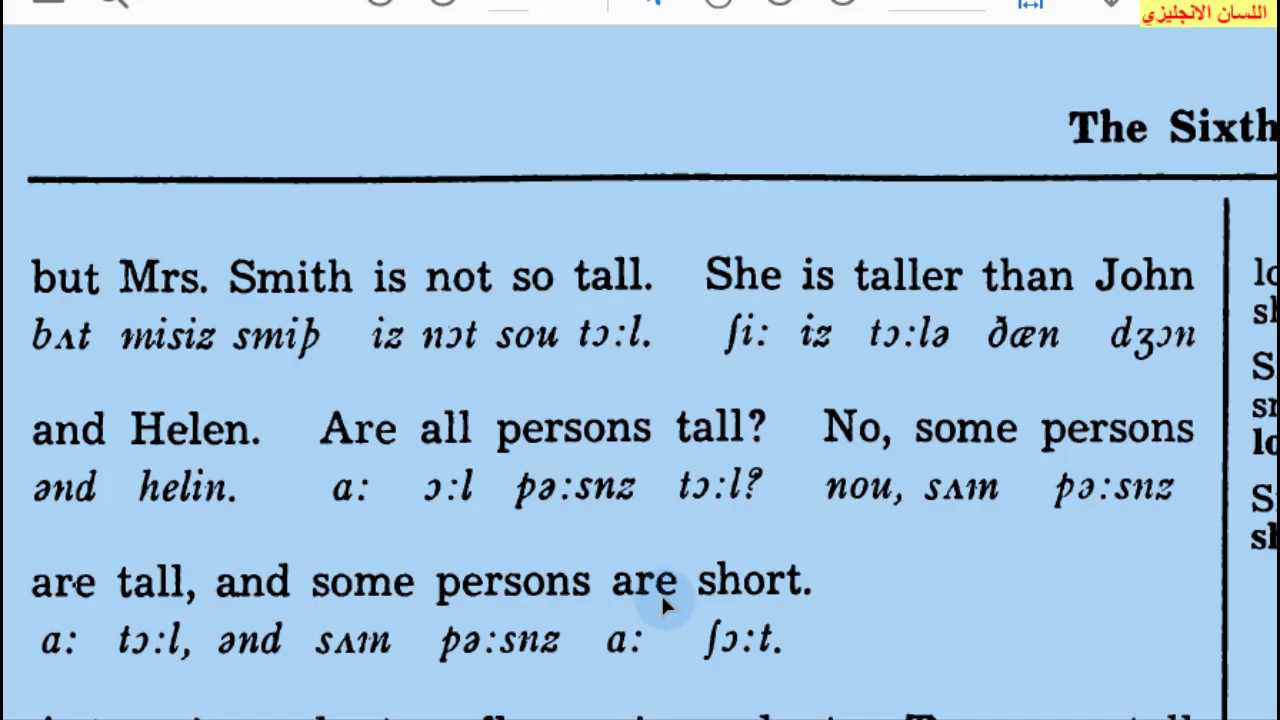 اللسان الانجليزي
The Sixth
but Mrs. Smith is not so tall. She is taller than John
bʌt misiz smiþ iz nɔt sou tɔ:l. ʃi: iz tɔ:lə ðæn dʒɔn
and Helen. Are all persons tall? No, some persons
ənd helin. a: ɔ:l pə:snz tɔ:l? nou, sʌm pə:snz
are tall, and some persons are short.
a: tɔ:l, ənd sʌm pə:snz a: ʃɔ:t.